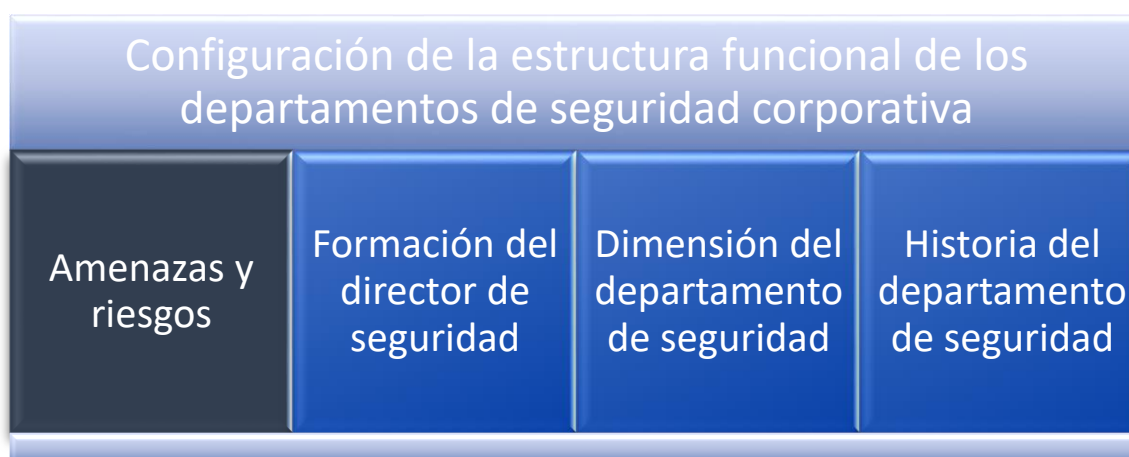 Configuración de la estructura funcional de los
departamentos de seguridad corporativa
Amenazas y
riesgos
Formación del
director de
seguridad
Dimensión del
departamento
de seguridad
Historia del
departamento
de seguridad